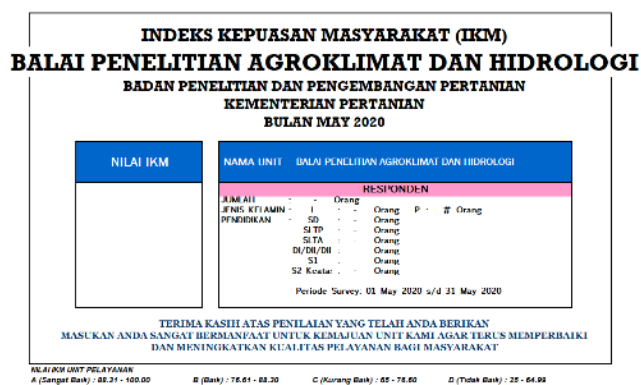 INDEKS KEPUASAN MASYARAKAT (IKM)
BALAI PENELITIAN AGROKLIMAT DAN HIDROLOGI
BADAN PENELITIAN DAN PENGEMBANGAN PERTANIAN
KEMENTERIAN PERTANIAN
BULAN MAY 2020
NILAI IKM
NAMA UNIT BALAI PENELITIAN AGROKLIMAT DAN HIDROLOGI
RESPONDEN
JUMLAH : - Orang
JENIS KELAMIN : L : - Orang P : # Orang
PENDIDIKAN : SD : - Orang
SLTP : - Orang
SLTA : - Orang
DI/DII/DII : Orang
S1 : Orang
S2 Keatas : - Orang
Periode Survey: 01 May 2020 s/d 31 May 2020
TERIMA KASIH ATAS PENILAIAN YANG TELAH ANDA BERIKAN
MASUKAN ANDA SANGAT BERMANFAAT UNTUK KEMAJUAN UNIT KAMI AGAR TERUS MEMPERBAIKI
DAN MENINGKATKAN KUALITAS PELAYANAN BAGI MASYARAKAT
NILAI IKM UNIT PELAYANAN
A (Sangat Baik) : 88.31 - 100.00 B (Baik) : 76.61 - 88.30 C (Kurang Baik) : 65 - 76.60 D (Tidak Baik) : 25 - 64.99